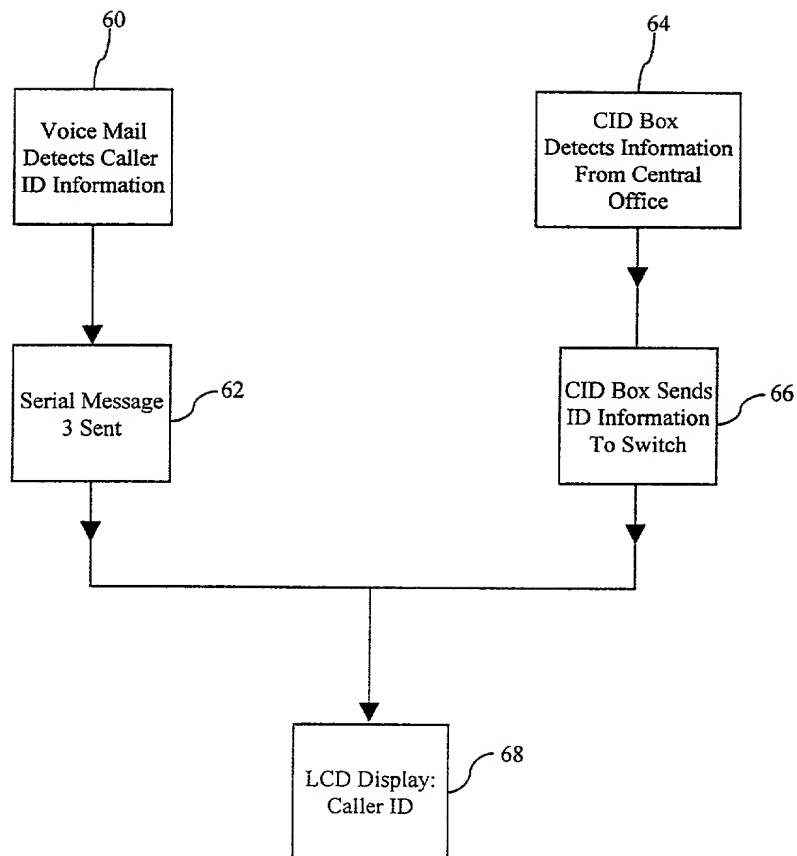 60
64
Voice Mail
Detects Caller
ID Information
CID Box
Detects Information
From Central
Office
Serial Message
3 Sent
62
CID Box Sends
ID Information
To Switch
66
LCD Display:
Caller ID
68